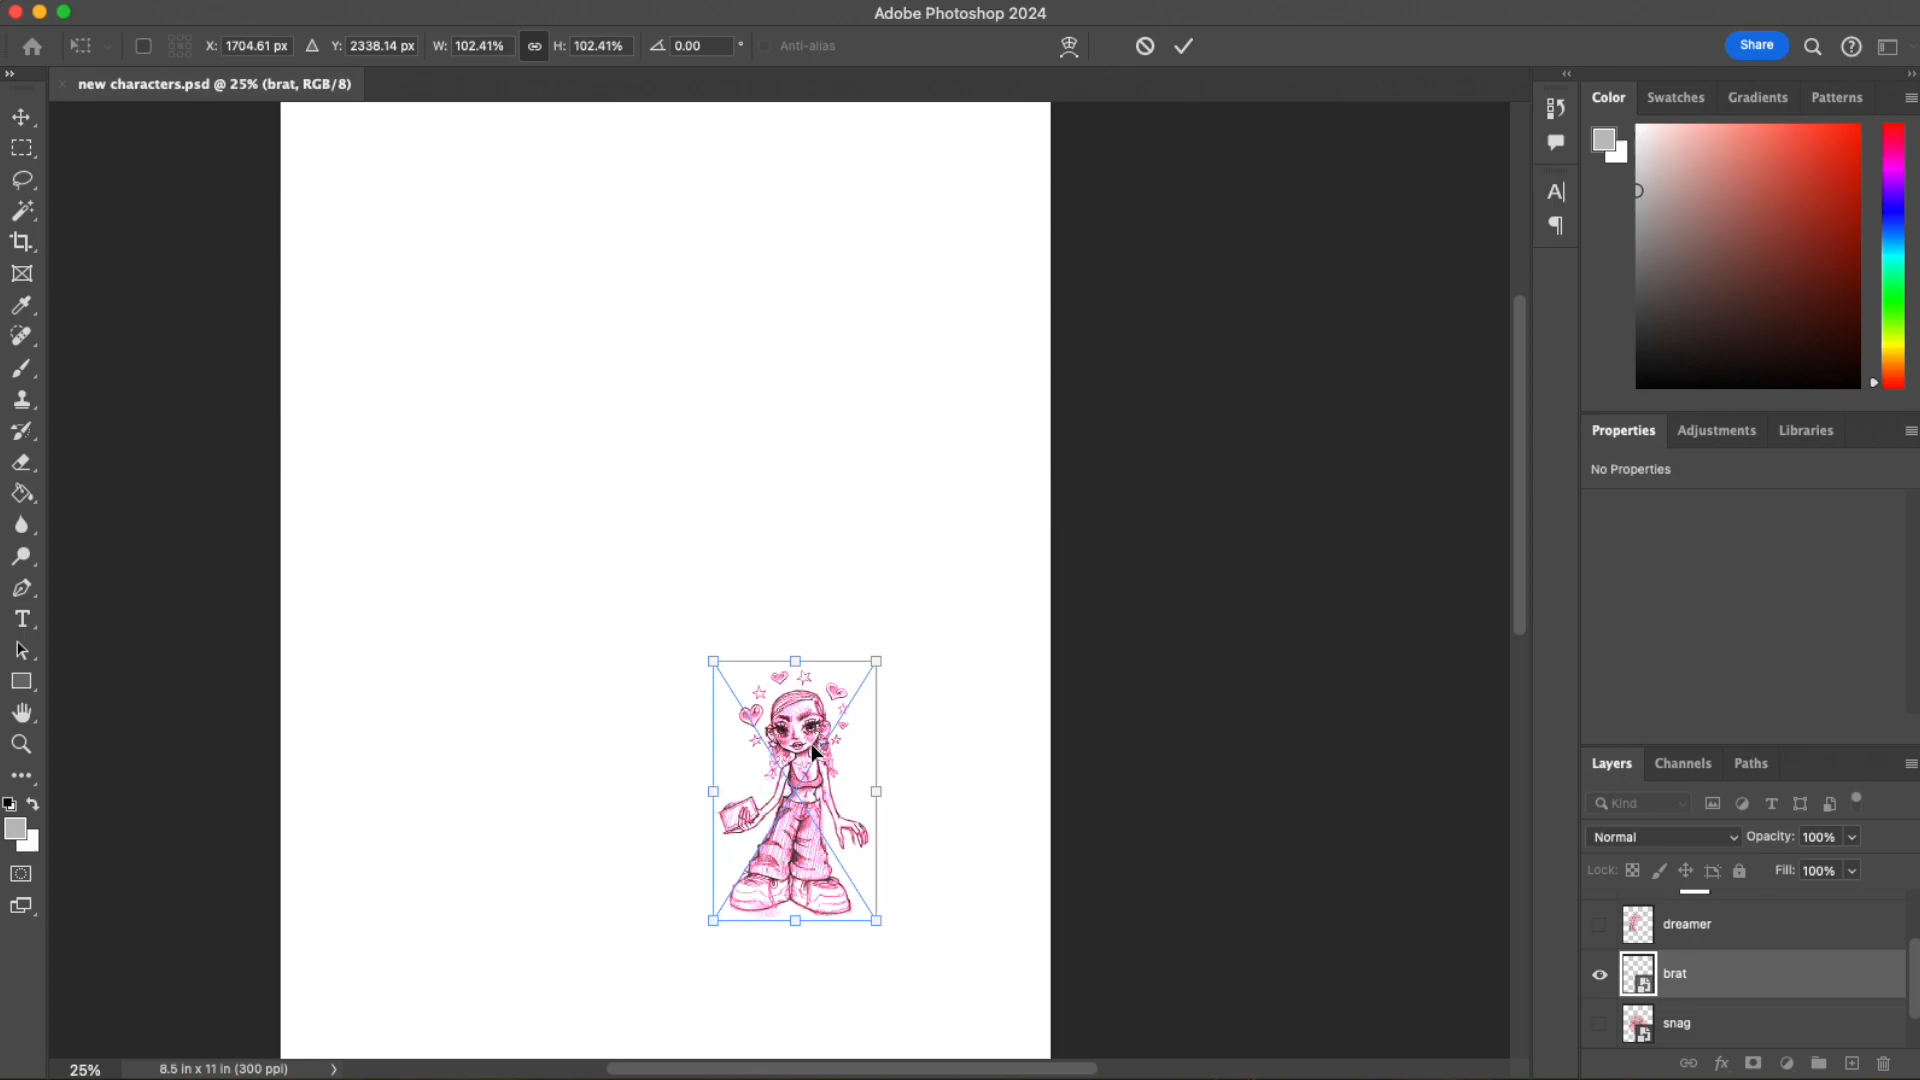 Adobe Photoshop 2024
X: 1704.61 px Y: 2338.14 px W: 102.41% H: 102.41% 0.00 ° Anti-alias
Share
new characters.psd @ 25% (brat, RGB/8)
Color Swatches Gradients Patterns
Properties Adjustments Libraries
No Properties
Layers Channels Paths
Kind
Normal Opacity: 100%
Lock: Fill: 100%
dreamer
brat
snag
25% 8.5 in x 11 in (300 ppi)